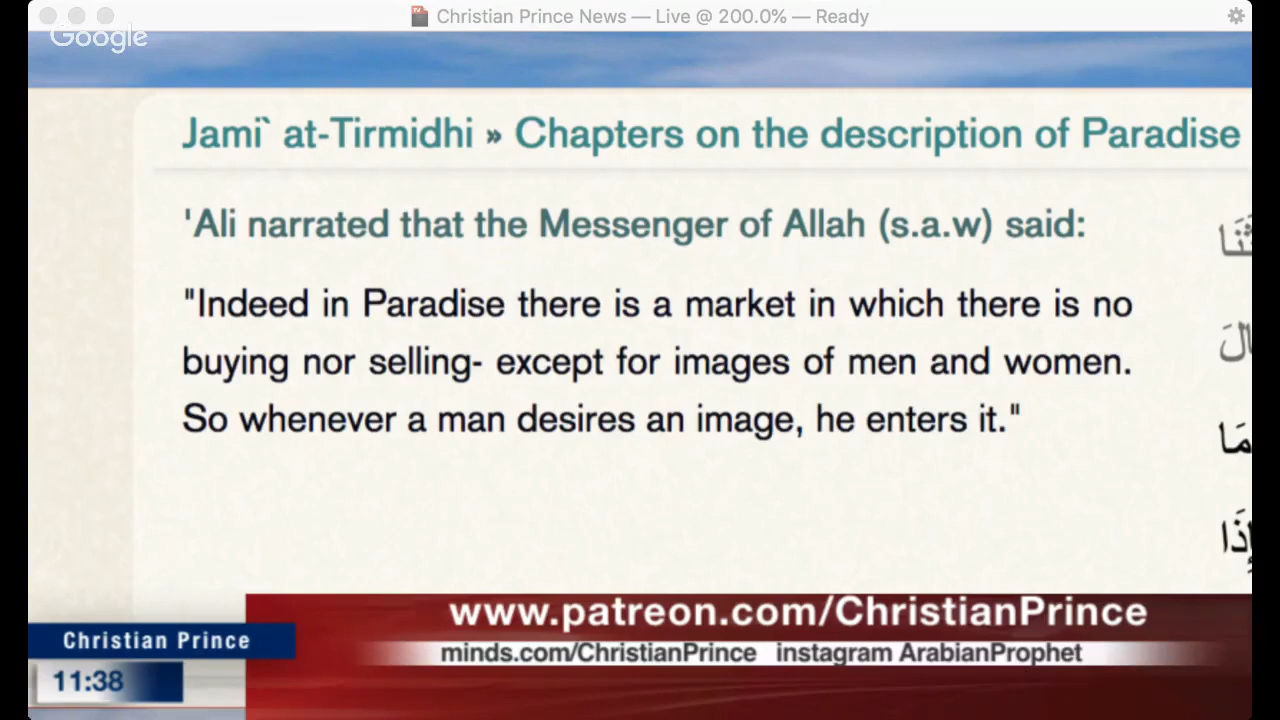 Christian Prince News — Live @ 200.0% — Ready
Google
Jami` at-Tirmidhi » Chapters on the description of Paradise
'Ali narrated that the Messenger of Allah (s.a.w) said:
"Indeed in Paradise there is a market in which there is no
buying nor selling- except for images of men and women.
So whenever a man desires an image, he enters it."
www.patreon.com/ChristianPrince
Christian Prince
minds.com/ChristianPrince instagram ArabianProphet
11:38